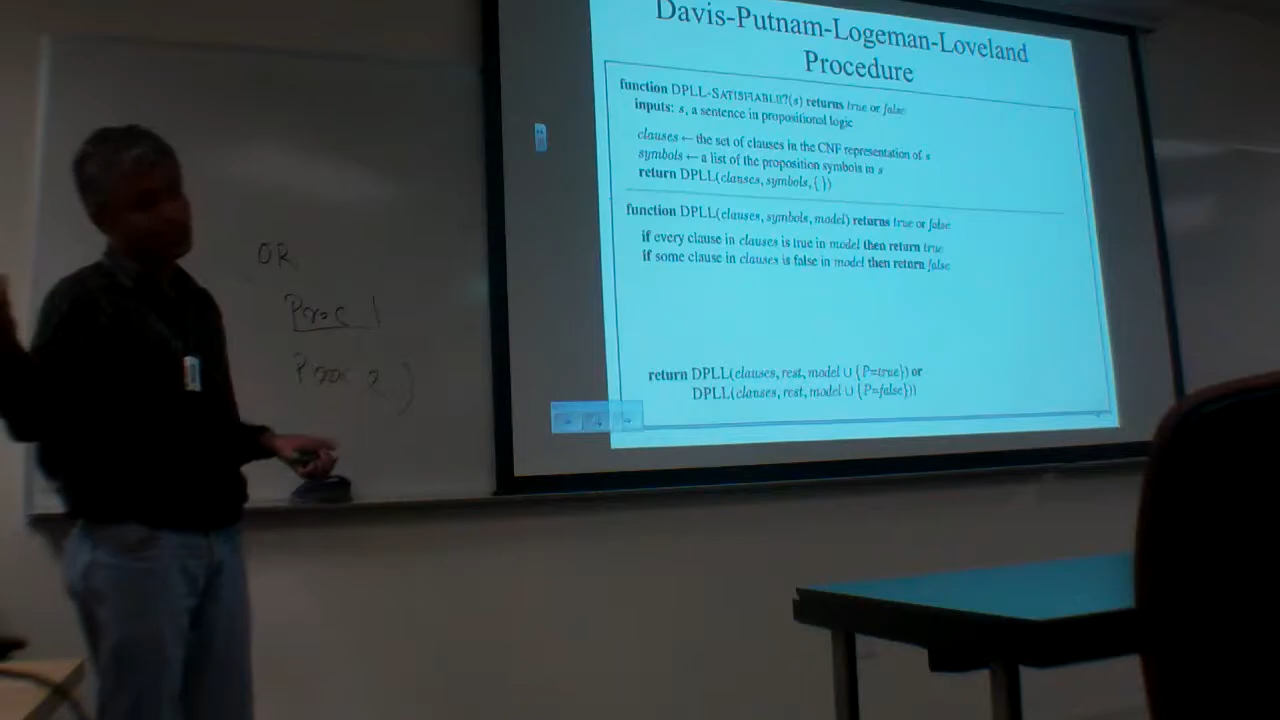 Davis-Putnam-Logeman-Loveland
Procedure
function DPLL-SATISFIABLE?(s) returns true or false
inputs: s, a sentence in propositional logic
clauses ← the set of clauses in the CNF representation of s
symbols ← a list of the proposition symbols in s
return DPLL(clauses, symbols, { })
function DPLL(clauses, symbols, model) returns true or false
if every clause in clauses is true in model then return true
if some clause in clauses is false in model then return false
return DPLL(clauses, rest, model ∪ {P=true}) or
DPLL(clauses, rest, model ∪ {P=false}))
OR
Proc 1
Proc 2 )